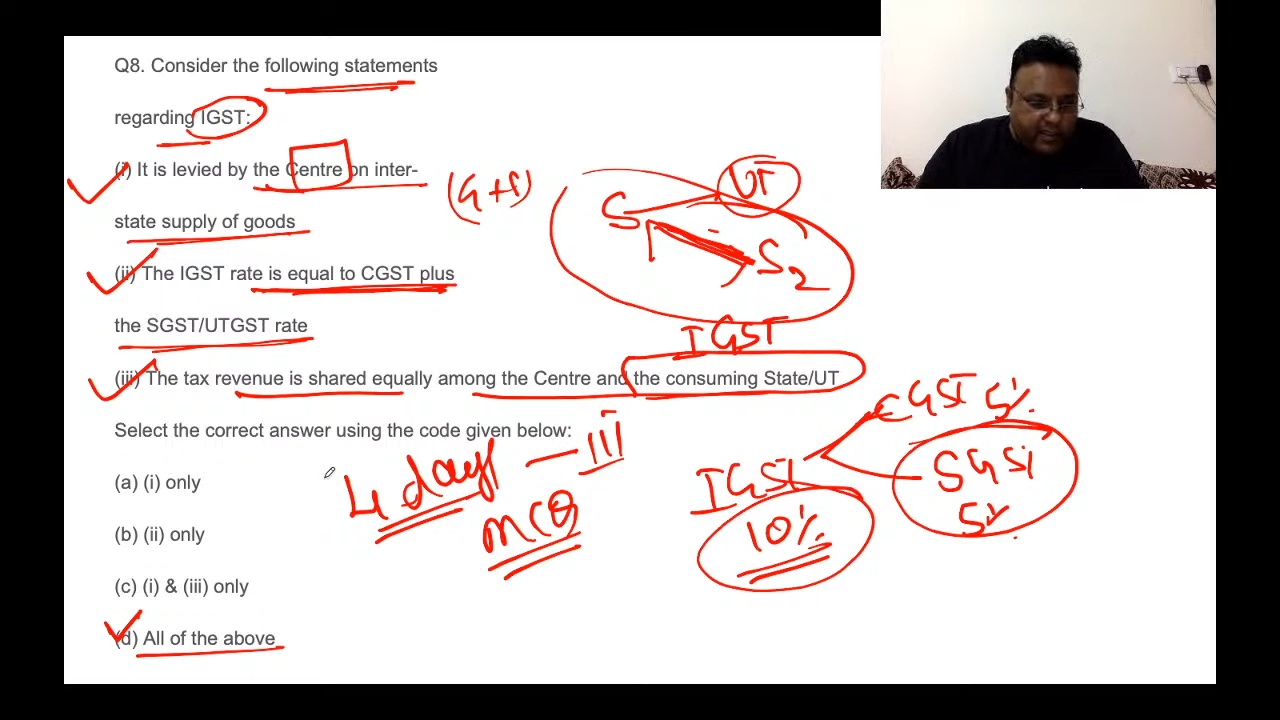 Q8. Consider the following statements
regarding IGST:
(i) It is levied by the Centre on inter-
state supply of goods
(G+S)
UT
S1
S2
(ii) The IGST rate is equal to CGST plus
the SGST/UTGST rate
IGST
(iii) The tax revenue is shared equally among the Centre and the consuming State/UT
CGST 5%
Select the correct answer using the code given below:
4 days — III
MCQ
IGST
10%
SGST
5%
(a) (i) only
(b) (ii) only
(c) (i) & (iii) only
(d) All of the above